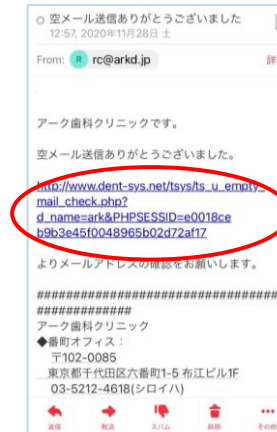 空メール送信ありがとうございました
12:57, 2020年11月28日 土
From: R rc@arkd.jp
アーク歯科クリニックです。
空メール送信ありがとうございました。
http://www.dent-sys.net/tsys/ts_u_empty_
mail_check.php?
d_name=ark&PHPSESSID=e0018ce
b9b3e45f0048965b02d72af17
よりメールアドレスの確認をお願いします。
#################################
#############
アーク歯科クリニック
◆番町オフィス：
〒102-0085
東京都千代田区六番町1-5 布江ビル1F
03-5212-4618(シロイハ)
返信 転送 スパム 削除 その他